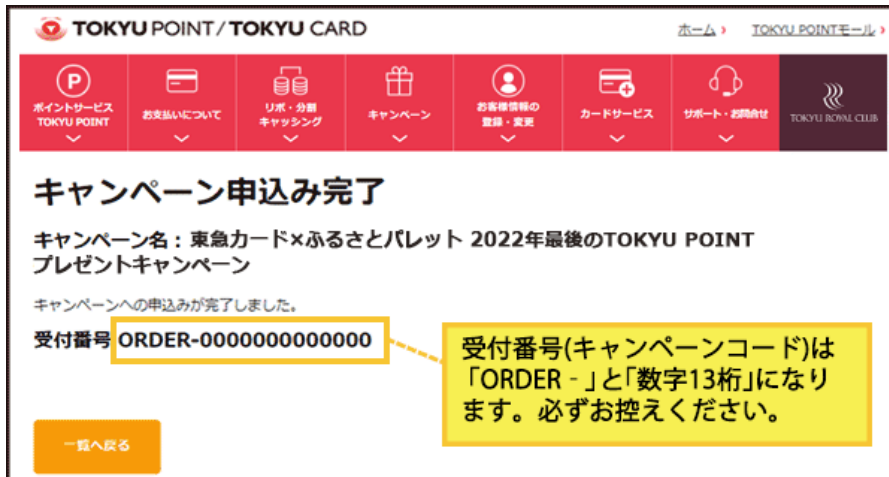 TOKYU POINT / TOKYU CARD
ホーム
TOKYU POINTモール
ポイントサービス
TOKYU POINT
お支払いについて
リボ・分割
キャッシング
キャンペーン
お客様情報の
登録・変更
カードサービス
サポート・お問合せ
TOKYU ROYAL CLUB
キャンペーン申込み完了
キャンペーン名：東急カード×ふるさとパレット 2022年最後のTOKYU POINT
プレゼントキャンペーン
キャンペーンへの申込みが完了しました。
受付番号 ORDER-0000000000000
受付番号(キャンペーンコード)は
「ORDER‐」と「数字13桁」になり
ます。必ずお控えください。
一覧へ戻る